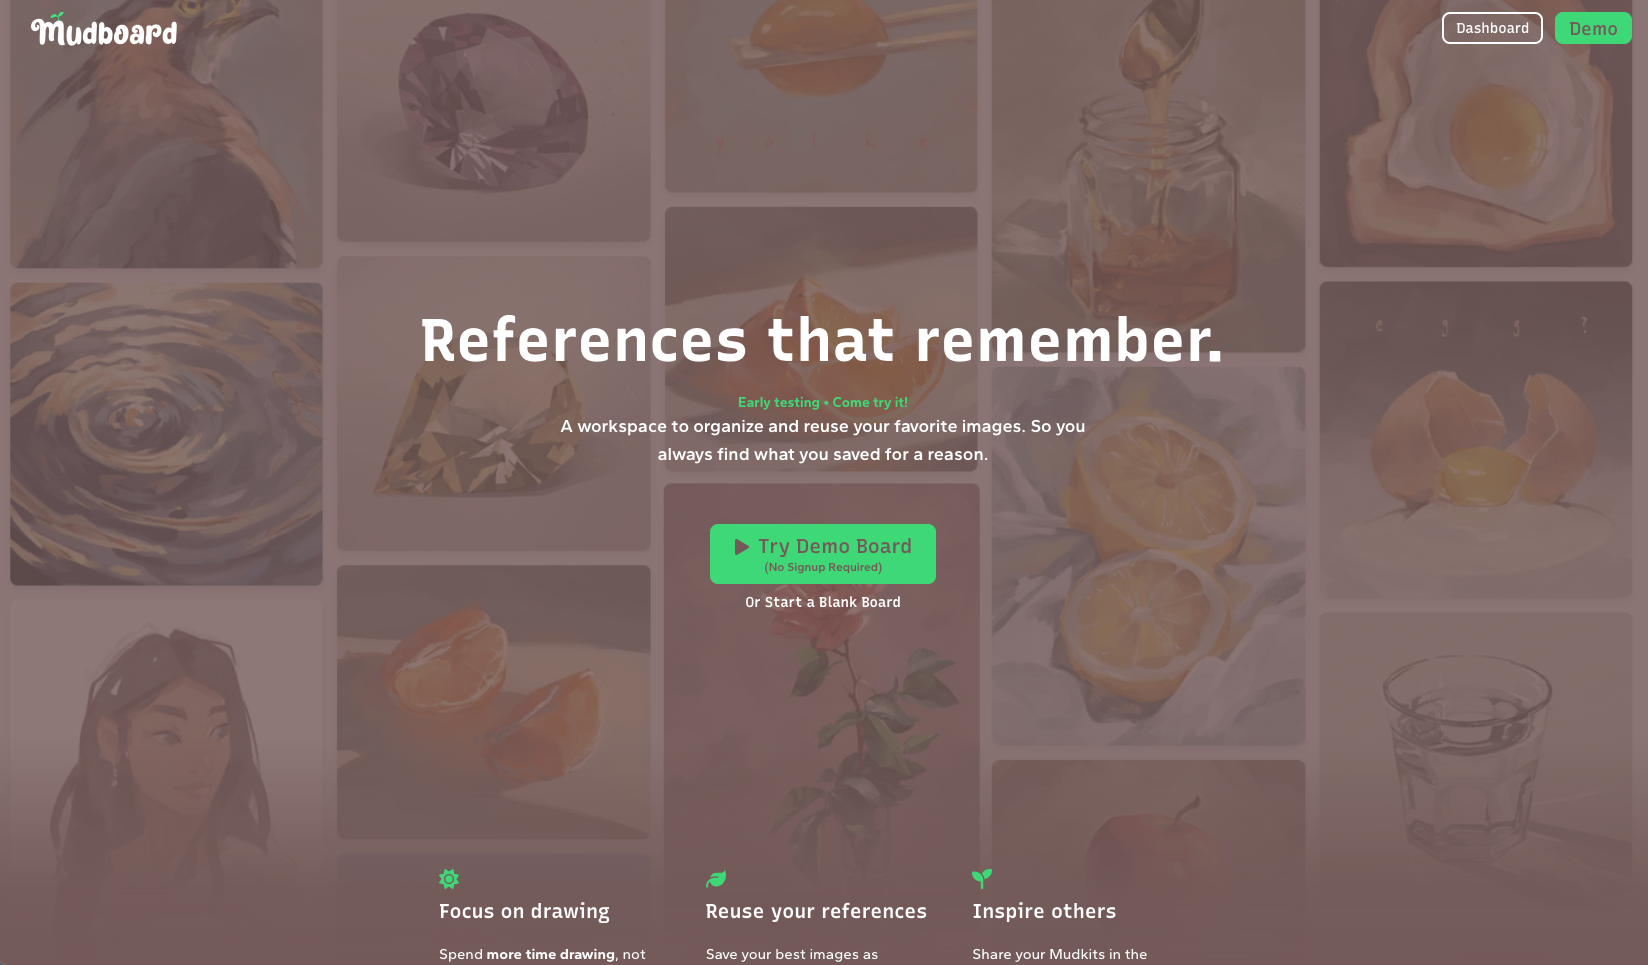 Mudboard
Dashboard
Demo
e g g ?
References that remember.
Early testing • Come try it!
A workspace to organize and reuse your favorite images. So you
always find what you saved for a reason.
Try Demo Board
(No Signup Required)
Or Start a Blank Board
Focus on drawing
Reuse your references
Inspire others
Spend more time drawing, not
Save your best images as
Share your Mudkits in the